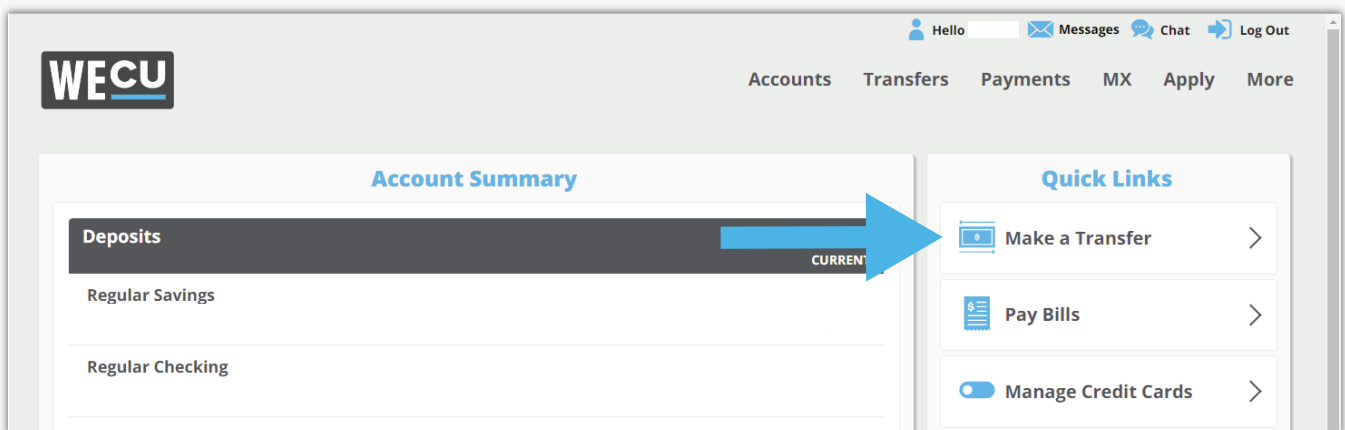 Hello Messages Chat Log Out
WECU
Accounts Transfers Payments MX Apply More
Account Summary
Deposits
CURRENT
Regular Savings
Regular Checking
Quick Links
$ Make a Transfer
$ Pay Bills
Manage Credit Cards